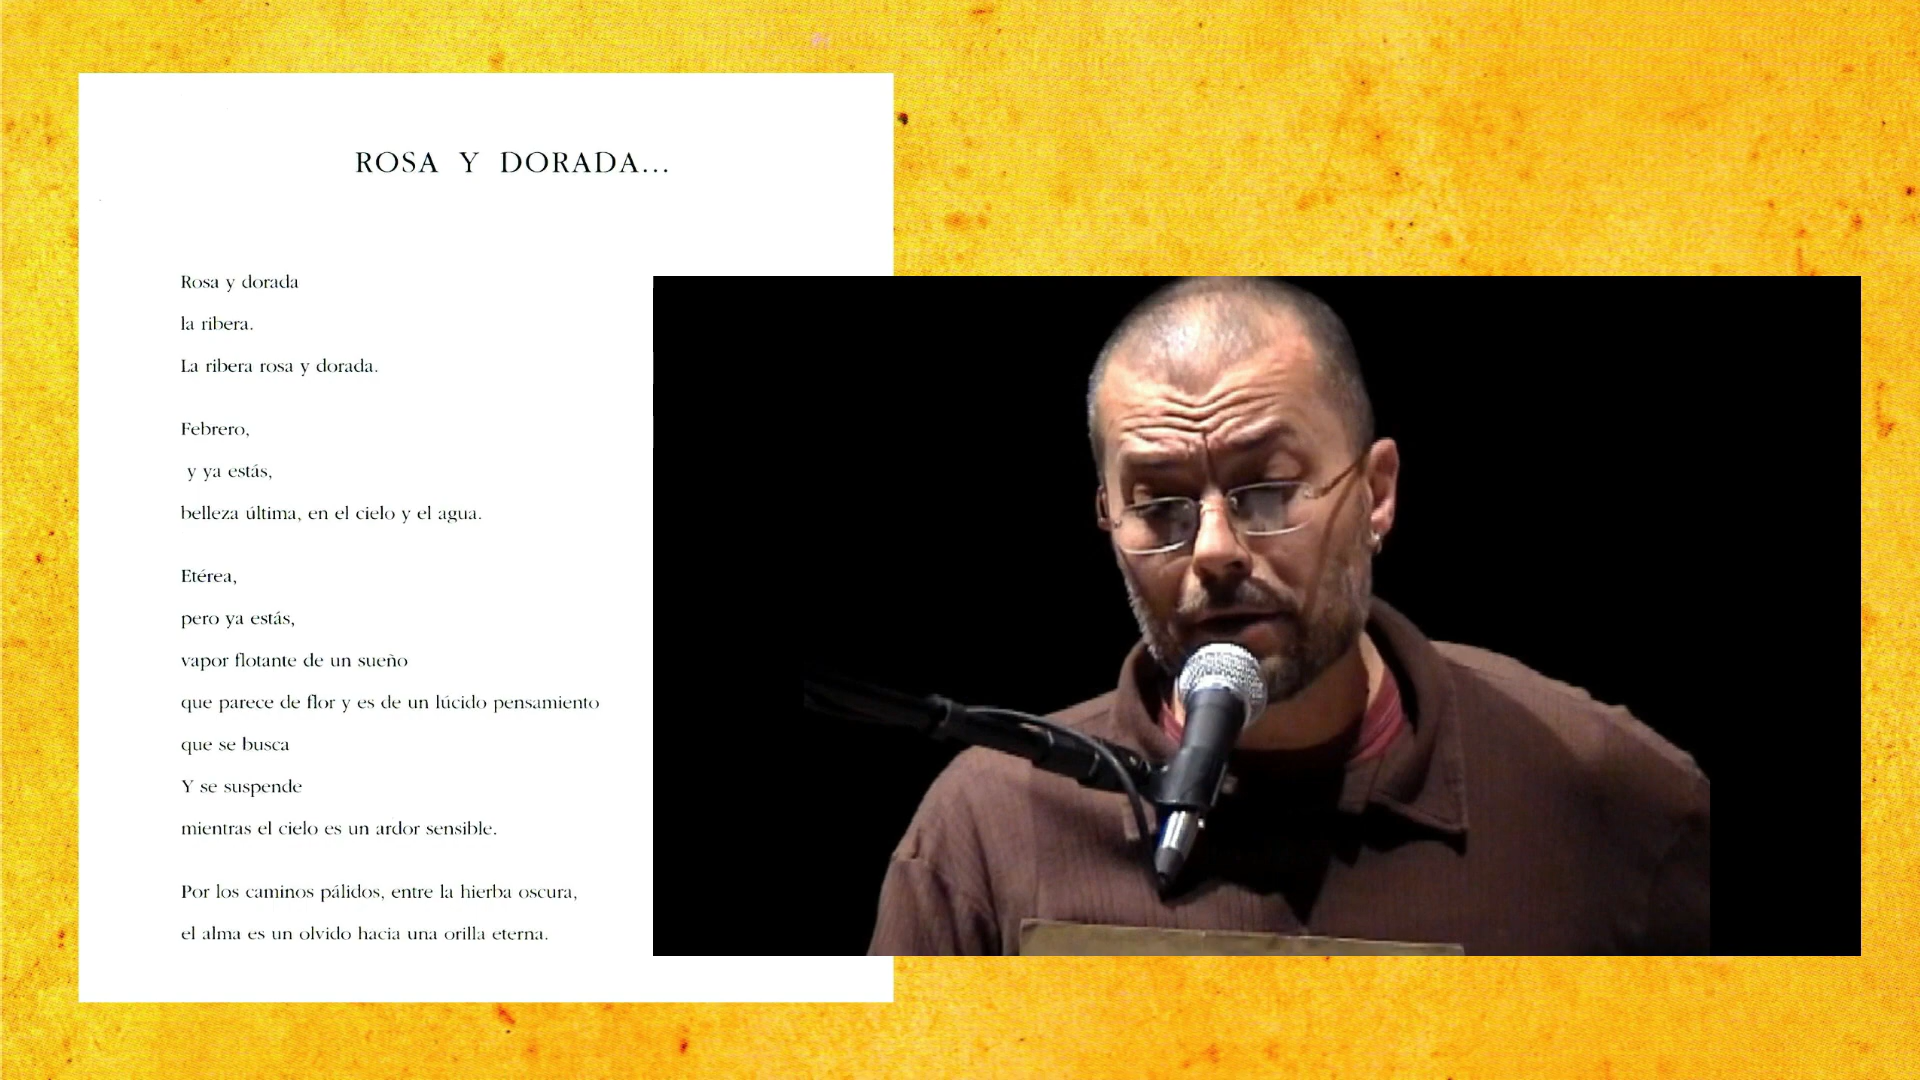 ROSA Y DORADA...
Rosa y dorada
la ribera.
La ribera rosa y dorada.
Febrero,
y ya estás,
belleza última, en el cielo y el agua.
Etérea,
pero ya estás,
vapor flotante de un sueño
que parece de flor y es de un lúcido pensamiento
que se busca
Y se suspende
mientras el cielo es un ardor sensible.
Por los caminos pálidos, entre la hierba oscura,
el alma es un olvido hacia una orilla eterna.